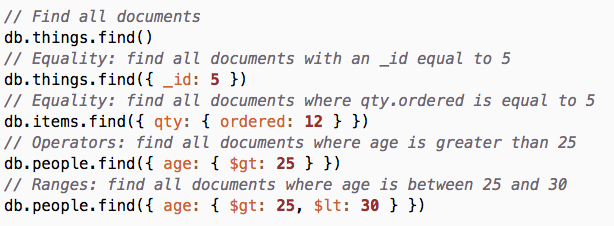 // Find all documents
db.things.find()
// Equality: find all documents with an _id equal to 5
db.things.find({ _id: 5 })
// Equality: find all documents where qty.ordered is equal to 5
db.items.find({ qty: { ordered: 12 } })
// Operators: find all documents where age is greater than 25
db.people.find({ age: { $gt: 25 } })
// Ranges: find all documents where age is between 25 and 30
db.people.find({ age: { $gt: 25, $lt: 30 } })